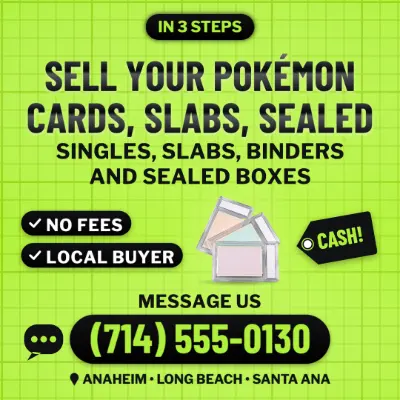 IN 3 STEPS
SELL YOUR POKÉMON
CARDS, SLABS, SEALED
SINGLES, SLABS, BINDERS
AND SEALED BOXES
NO FEES
LOCAL BUYER
CASH!
MESSAGE US
(714) 555-0130
ANAHEIM • LONG BEACH • SANTA ANA